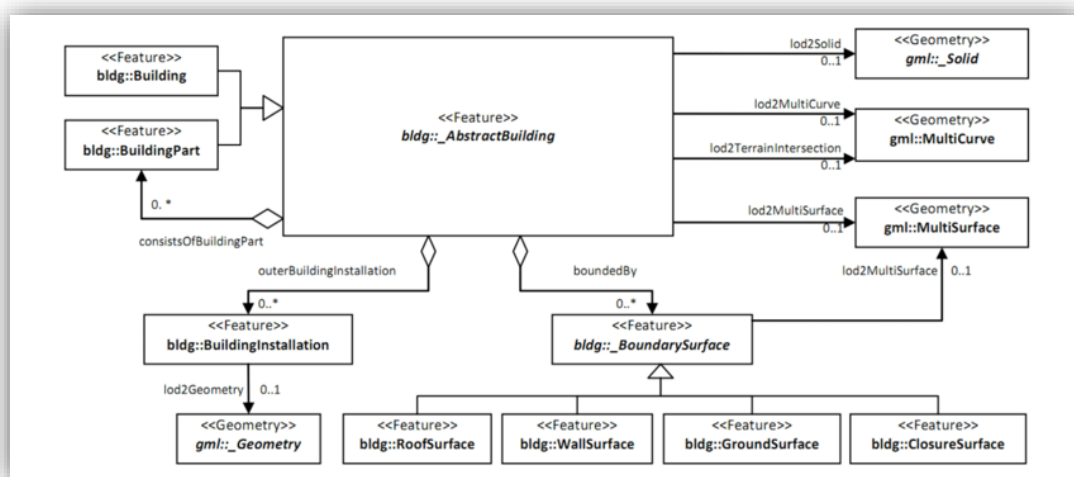 <<Feature>>
bldg::Building
<<Feature>>
bldg::BuildingPart
0. *
consistsOfBuildingPart
<<Feature>>
bldg::_AbstractBuilding
lod2Solid
0..1
<<Geometry>>
gml::_Solid
lod2MultiCurve
0..1
lod2TerrainIntersection
0..1
<<Geometry>>
gml::MultiCurve
lod2MultiSurface
0..1
<<Geometry>>
gml::MultiSurface
lod2MultiSurface
0..1
outerBuildingInstallation
0..*
boundedBy
0..*
<<Feature>>
bldg::BuildingInstallation
<<Feature>>
bldg::_BoundarySurface
lod2Geometry
0..1
<<Geometry>>
gml::_Geometry
<<Feature>>
bldg::RoofSurface
<<Feature>>
bldg::WallSurface
<<Feature>>
bldg::GroundSurface
<<Feature>>
bldg::ClosureSurface